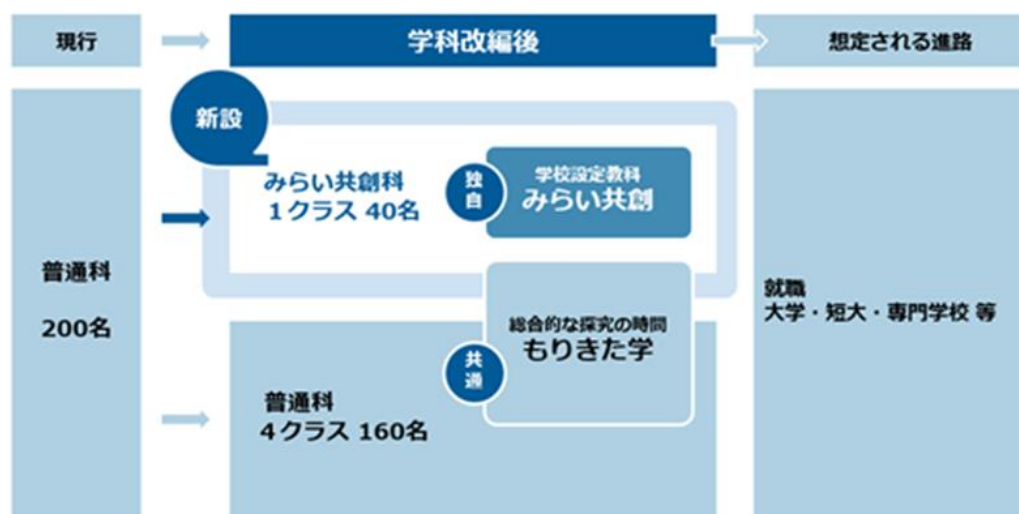 現行
学科改編後
想定される進路
新設
みらい共創科
1クラス 40名
独自
学校設定教科
みらい共創
普通科
200名
総合的な探究の時間
もりきた学
共通
普通科
4クラス 160名
就職
大学・短大・専門学校 等